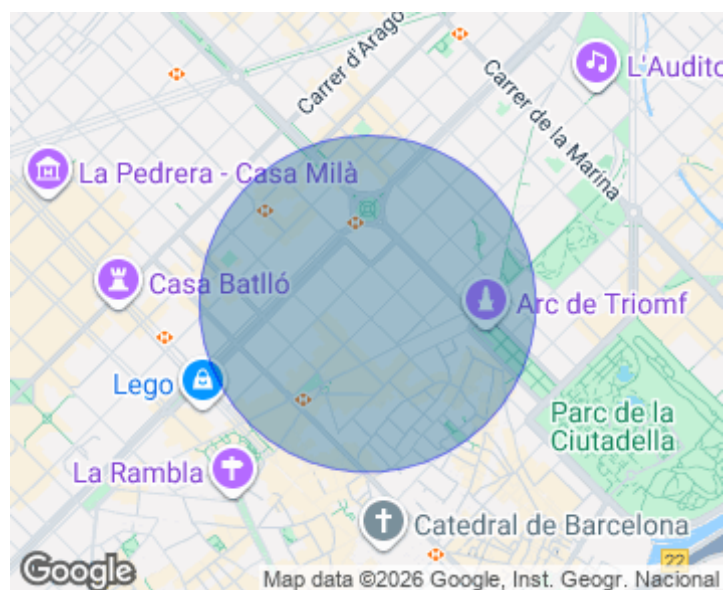 Carrer d'Arago
L'Audito
Carrer de la Marina
La Pedrera - Casa Milà
Casa Batlló
Arc de Triomf
Lego
Parc de la
Ciutadella
La Rambla
Catedral de Barcelona
22
Google
Map data ©2026 Google, Inst. Geogr. Nacional